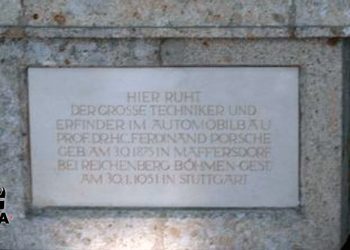 HIER RUHT
DER GROSSE TECHNIKER UND
ERFINDER IM AUTOMOBILBAU
PROF. DR. H.C. FERDINAND PORSCHE
GEB. AM 3.9.1875 IN MAFFERSDORF
BEI REICHENBERG BÖHMEN GEST.
AM 30.1.1951 IN STUTTGART
A